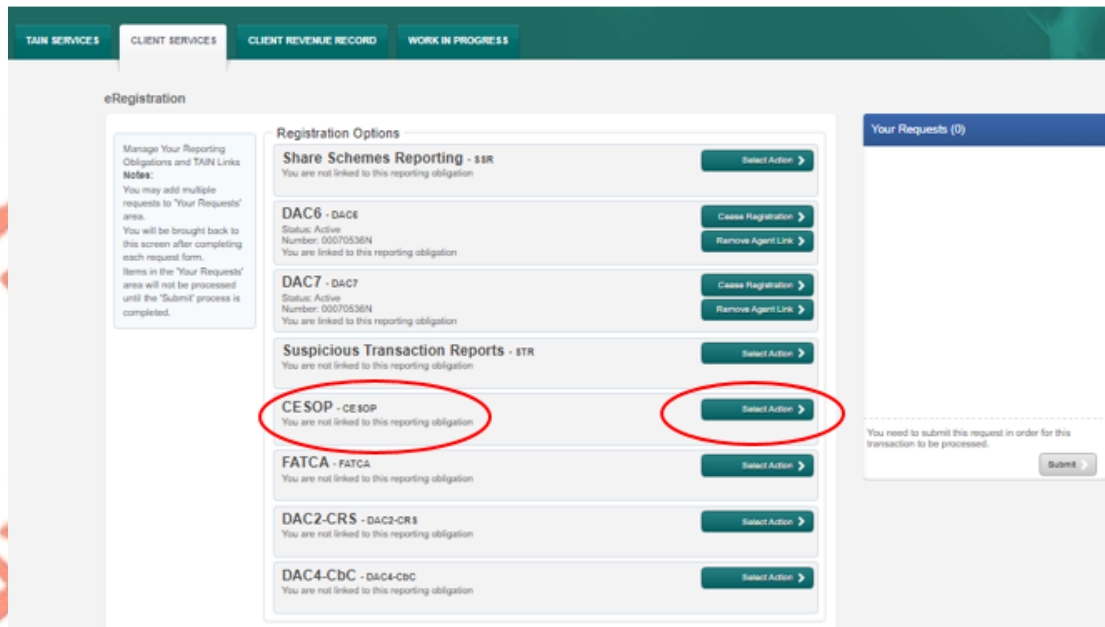 TAIN SERVICES
CLIENT SERVICES
CLIENT REVENUE RECORD
WORK IN PROGRESS
eRegistration
Manage Your Reporting
Obligations and TAIN Links
Notes:
You may add multiple
requests to 'Your Requests'
area.
You will be brought back to
this screen after completing
each request form.
Items in the 'Your Requests'
area will not be processed
until the 'Submit' process is
completed.
Registration Options
Share Schemes Reporting - SSR
You are not linked to this reporting obligation
Select Action
DAC6 - DAC6
Status: Active
Number: 00070536N
You are linked to this reporting obligation
Cease Registration
Remove Agent Link
DAC7 - DAC7
Status: Active
Number: 00070536N
You are linked to this reporting obligation
Cease Registration
Remove Agent Link
Suspicious Transaction Reports - STR
You are not linked to this reporting obligation
Select Action
CESOP - CESOP
You are not linked to this reporting obligation
Select Action
FATCA - FATCA
You are not linked to this reporting obligation
Select Action
DAC2-CRS - DAC2-CRS
You are not linked to this reporting obligation
Select Action
DAC4-CbC - DAC4-CbC
You are not linked to this reporting obligation
Select Action
Your Requests (0)
You need to submit this request in order for this
transaction to be processed.
Submit